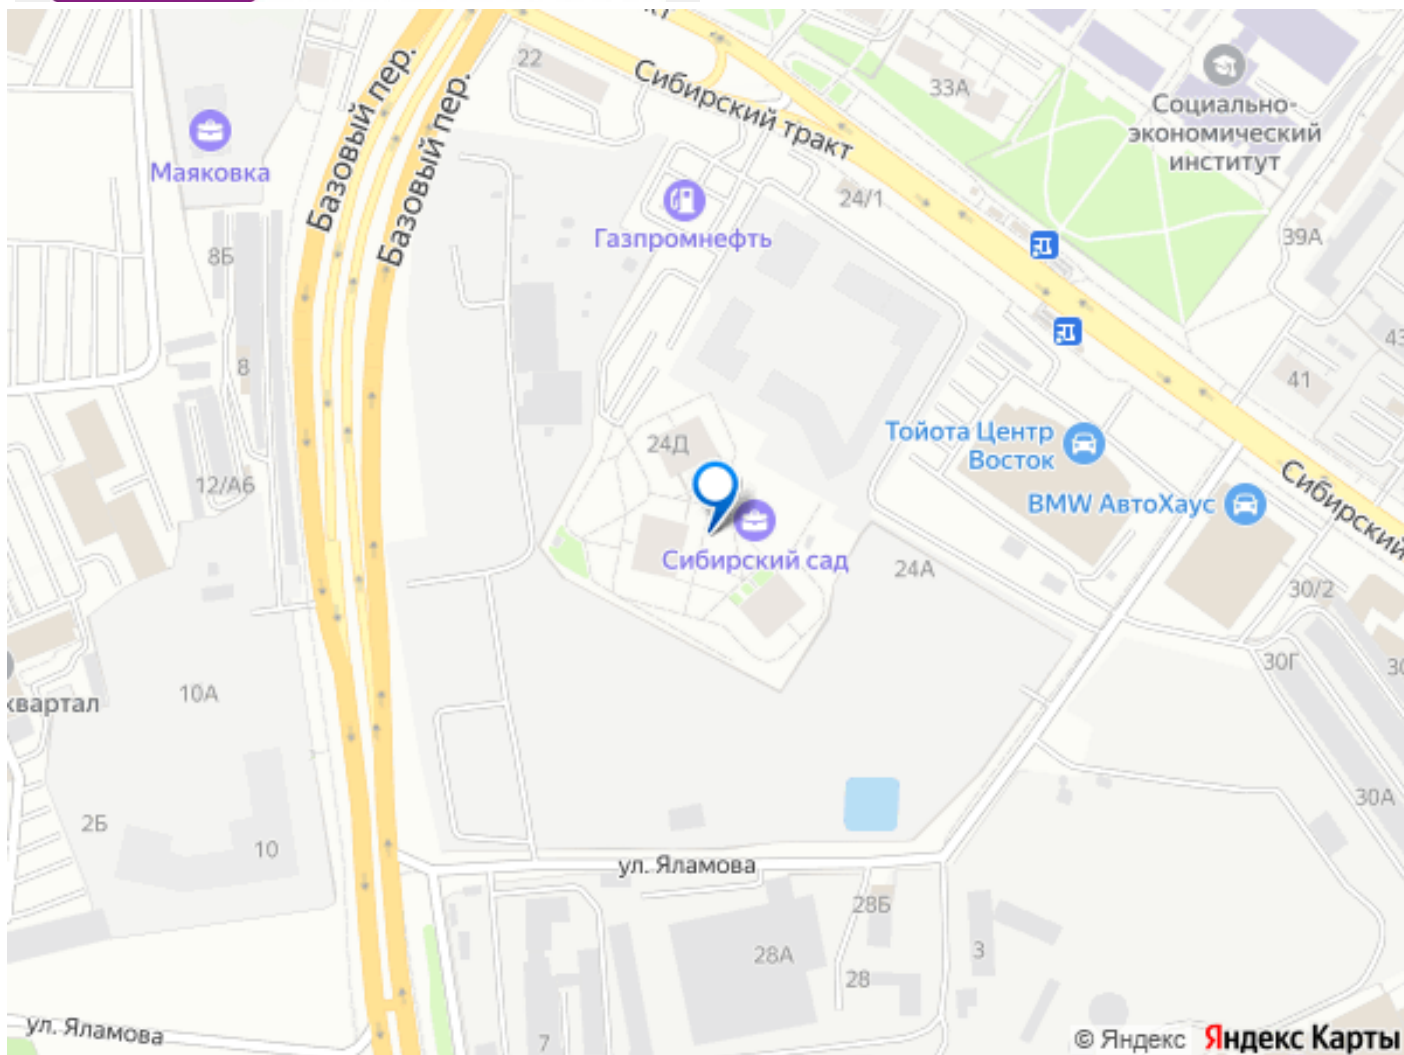 22
Базовый пер.
Базовый пер.
Сибирский тракт
33А
Социально-
экономический
институт
Маяковка
24/1
Газпромнефть
39А
8Б
8
43
41
24Д
Тойота Центр
Восток
12/А6
BMW АвтоХаус
Сибирский
Сибирский сад
24А
30/2
30Г
30
10А
квартал
2Б
10
30А
ул. Яламова
28Б
28А
3
28
7
ул. Яламова
© Яндекс Яндекс Карты